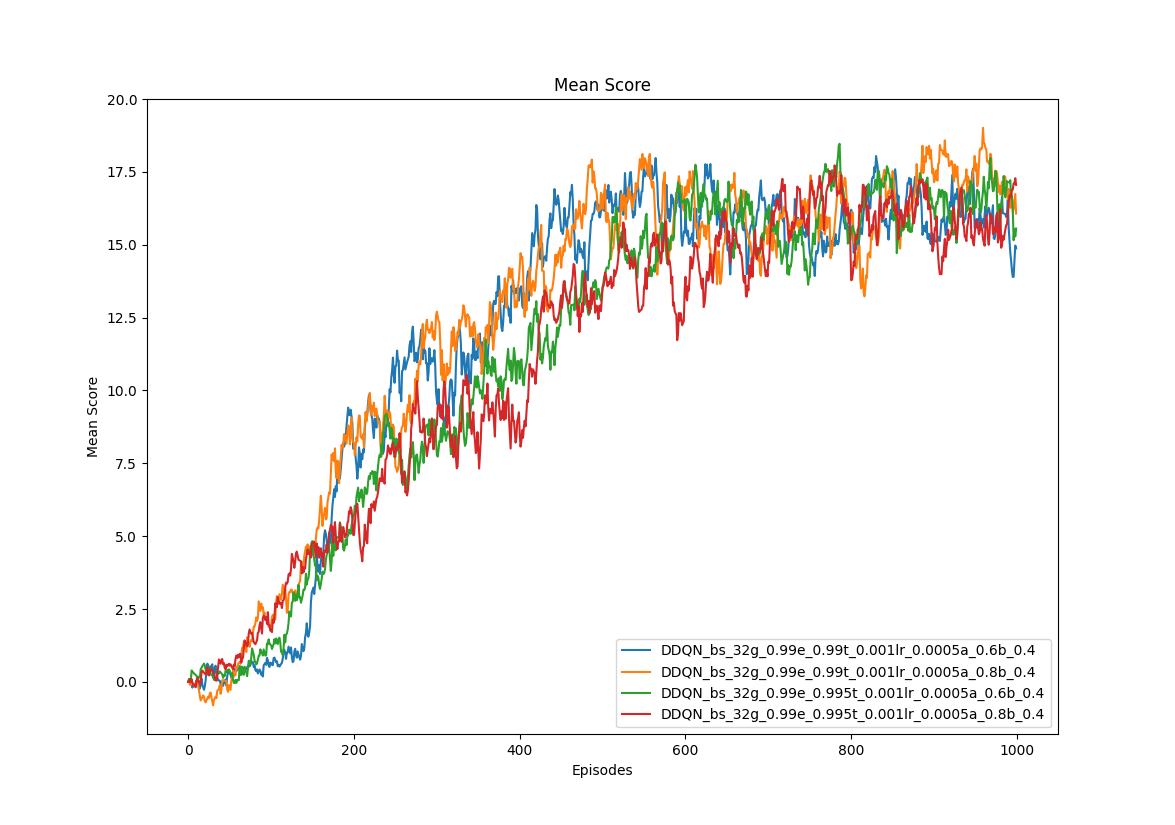 Mean Score
20.0
17.5
15.0
12.5
10.0
7.5
5.0
2.5
0.0
Mean Score
0
200
400
600
800
1000
Episodes
DDQN_bs_32g_0.99e_0.99t_0.001lr_0.0005a_0.6b_0.4
DDQN_bs_32g_0.99e_0.99t_0.001lr_0.0005a_0.8b_0.4
DDQN_bs_32g_0.99e_0.995t_0.001lr_0.0005a_0.6b_0.4
DDQN_bs_32g_0.99e_0.995t_0.001lr_0.0005a_0.8b_0.4